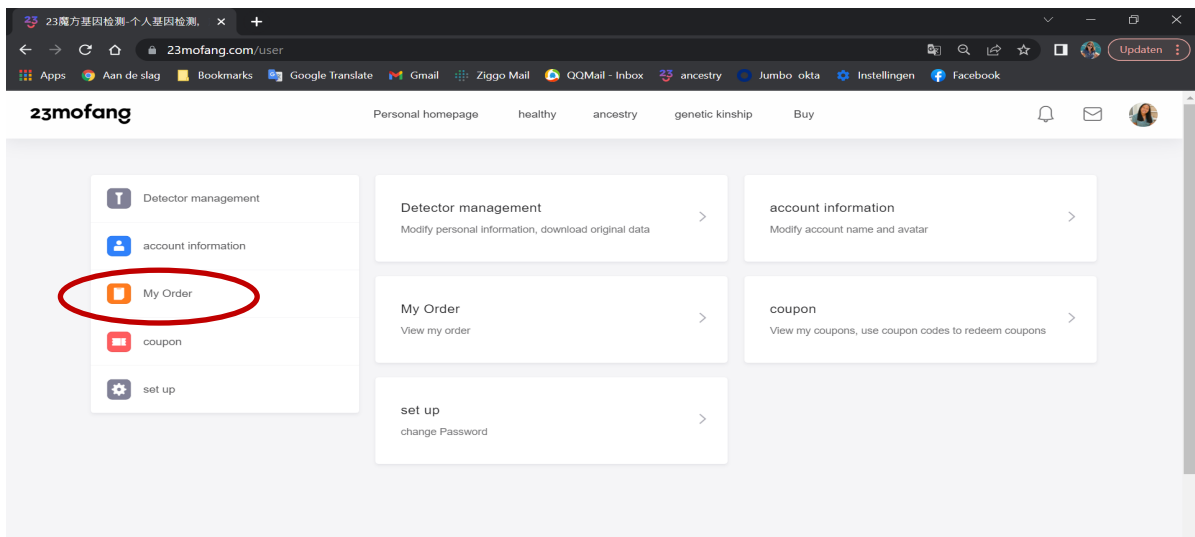 23魔方基因检测-个人基因检测,
23mofang.com/user
Updaten
Apps Aan de slag Bookmarks Google Translate Gmail Ziggo Mail QQMail - Inbox ancestry Jumbo okta Instellingen Facebook
23mofang Personal homepage healthy ancestry genetic kinship Buy
Detector management
account information
My Order
coupon
set up
Detector management
Modify personal information, download original data
account information
Modify account name and avatar
My Order
View my order
coupon
View my coupons, use coupon codes to redeem coupons
set up
change Password